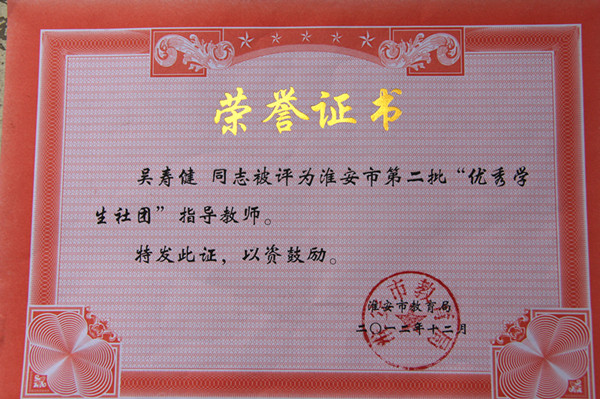 荣誉证书
吴寿健 同志被评为淮安市第二批“优秀学
生社团”指导教师。
特发此证，以资鼓励。
淮安市教育局
二〇一二年十二月